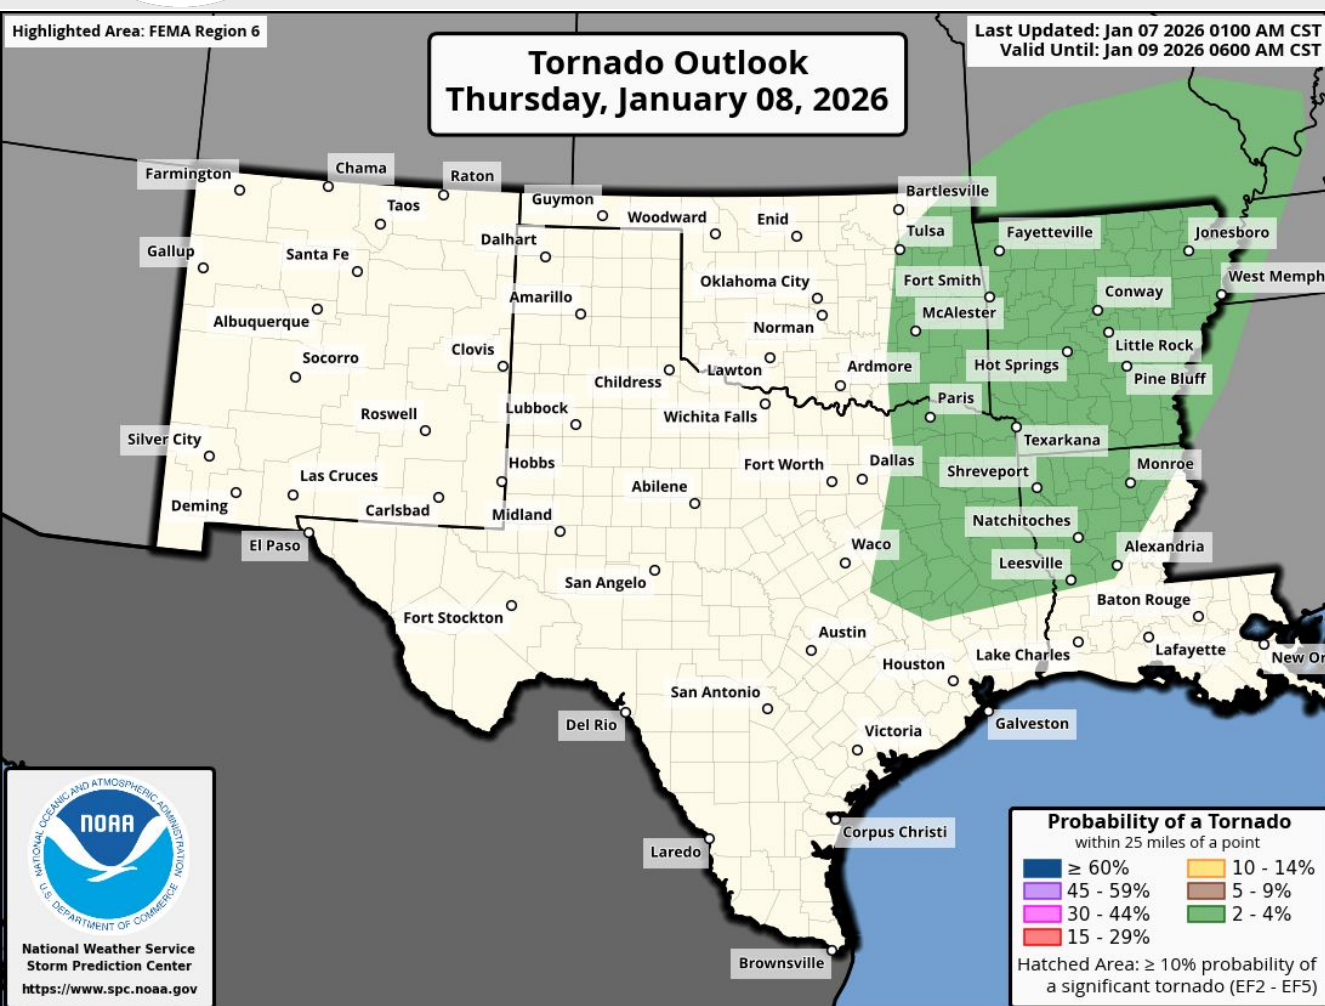 Highlighted Area: FEMA Region 6
Last Updated: Jan 07 2026 0100 AM CST
Valid Until: Jan 09 2026 0600 AM CST
Tornado Outlook
Thursday, January 08, 2026
Farmington
Chama
Raton
Taos
Guymon
Woodward
Enid
Bartlesville
Tulsa
Fayetteville
Jonesboro
Gallup
Santa Fe
Dalhart
Oklahoma City
Fort Smith
West Memph
Amarillo
McAlester
Conway
Albuquerque
Norman
Little Rock
Socorro
Clovis
Childress
Lawton
Ardmore
Hot Springs
Pine Bluff
Roswell
Lubbock
Wichita Falls
Paris
Texarkana
Silver City
Las Cruces
Hobbs
Abilene
Fort Worth
Dallas
Shreveport
Monroe
Deming
Carlsbad
Midland
Natchitoches
El Paso
San Angelo
Waco
Leesville
Alexandria
Fort Stockton
Austin
Baton Rouge
Houston
Lake Charles
Lafayette
New Or
Del Rio
San Antonio
Galveston
Victoria
Laredo
Corpus Christi
Brownsville
NATIONAL OCEANIC AND ATMOSPHERIC ADMINISTRATION
NOAA
U.S. DEPARTMENT OF COMMERCE
National Weather Service
Storm Prediction Center
https://www.spc.noaa.gov
Probability of a Tornado
within 25 miles of a point
≥ 60%
45 - 59%
30 - 44%
15 - 29%
10 - 14%
5 - 9%
2 - 4%
Hatched Area: ≥ 10% probability of
a significant tornado (EF2 - EF5)